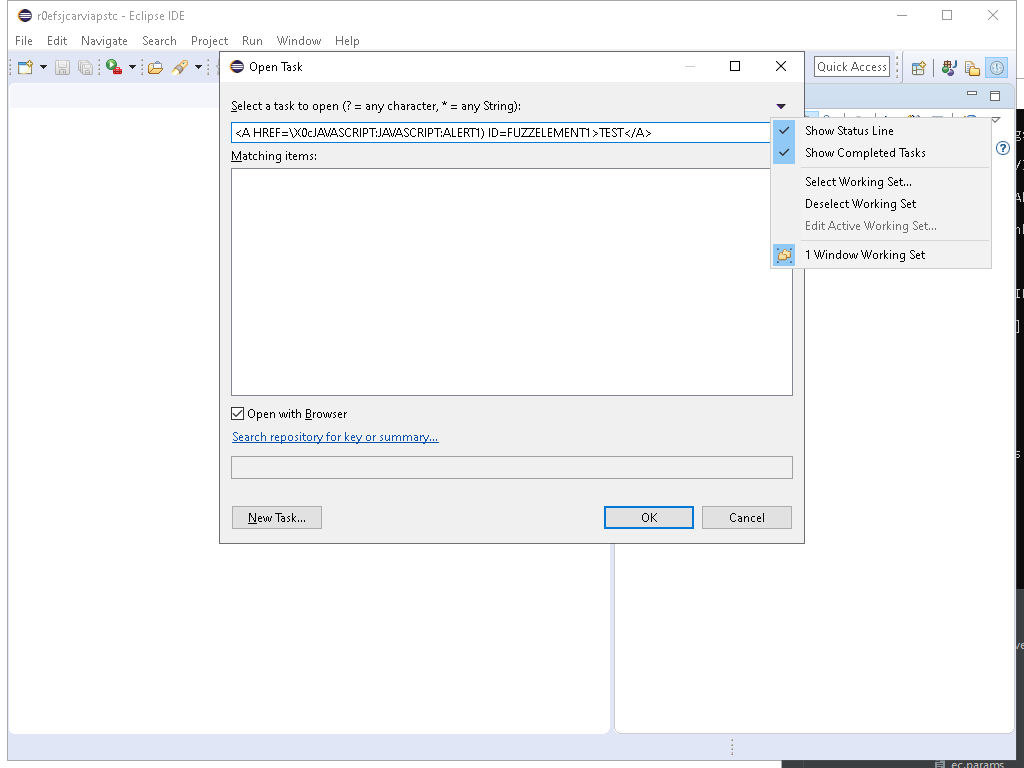 r0efsjcarviapstc - Eclipse IDE
File Edit Navigate Search Project Run Window Help
Open Task
Quick Access
Select a task to open (? = any character, * = any String):
<A HREF=\X0cJAVASCRIPT:JAVASCRIPT:ALERT1) ID=FUZZELEMENT1>TEST</A>
Show Status Line
Matching items:
Show Completed Tasks
Select Working Set...
Deselect Working Set
Edit Active Working Set...
1 Window Working Set
Open with Browser
Search repository for key or summary...
New Task...
OK
Cancel
ec.params